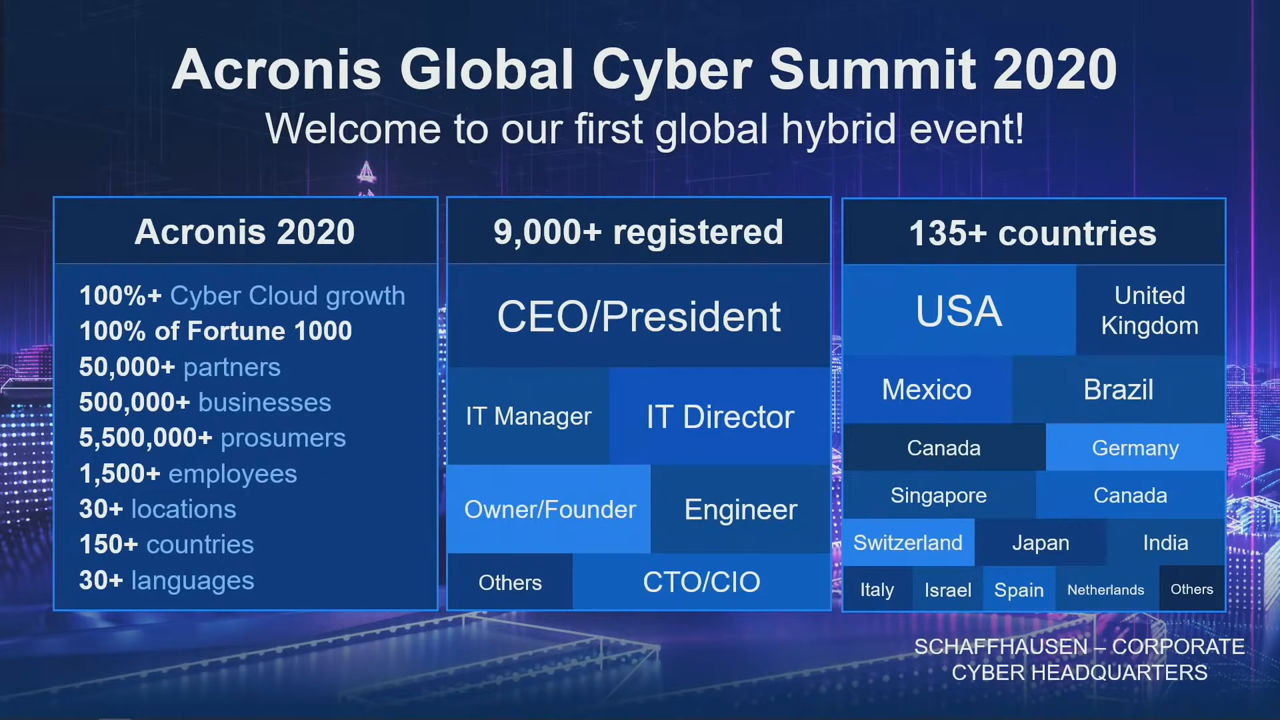 Acronis Global Cyber Summit 2020
Welcome to our first global hybrid event!
Acronis 2020
100%+ Cyber Cloud growth
100% of Fortune 1000
50,000+ partners
500,000+ businesses
5,500,000+ prosumers
1,500+ employees
30+ locations
150+ countries
30+ languages
9,000+ registered
CEO/President
IT Manager
IT Director
Owner/Founder
Engineer
Others
CTO/CIO
135+ countries
USA
United
Kingdom
Mexico
Brazil
Canada
Germany
Singapore
Canada
Switzerland
Japan
India
Italy
Israel
Spain
Netherlands
Others
SCHAFFHAUSEN – CORPORATE
CYBER HEADQUARTERS